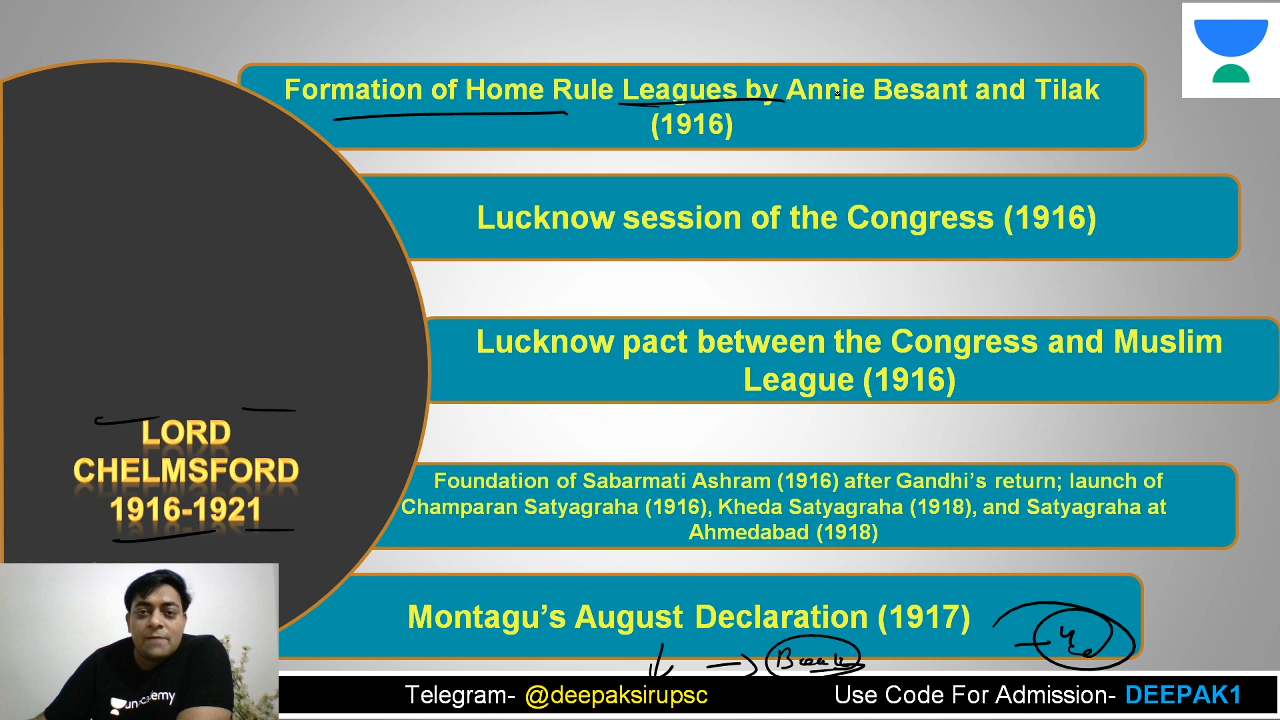 Formation of Home Rule Leagues by Annie Besant and Tilak
(1916)
Lucknow session of the Congress (1916)
Lucknow pact between the Congress and Muslim
League (1916)
LORD
CHELMSFORD
1916-1921
Foundation of Sabarmati Ashram (1916) after Gandhi’s return; launch of
Champaran Satyagraha (1916), Kheda Satyagraha (1918), and Satyagraha at
Ahmedabad (1918)
Montagu’s August Declaration (1917)
unacademy
Telegram- @deepaksirupsc
Use Code For Admission- DEEPAK1